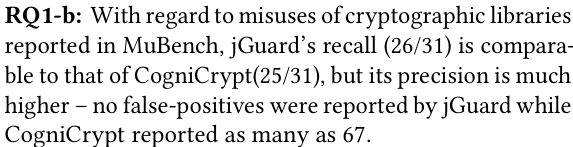 RQ1-b: With regard to misuses of cryptographic libraries
reported in MuBench, jGuard's recall (26/31) is compara-
ble to that of CogniCrypt(25/31), but its precision is much
higher – no false-positives were reported by jGuard while
CogniCrypt reported as many as 67.